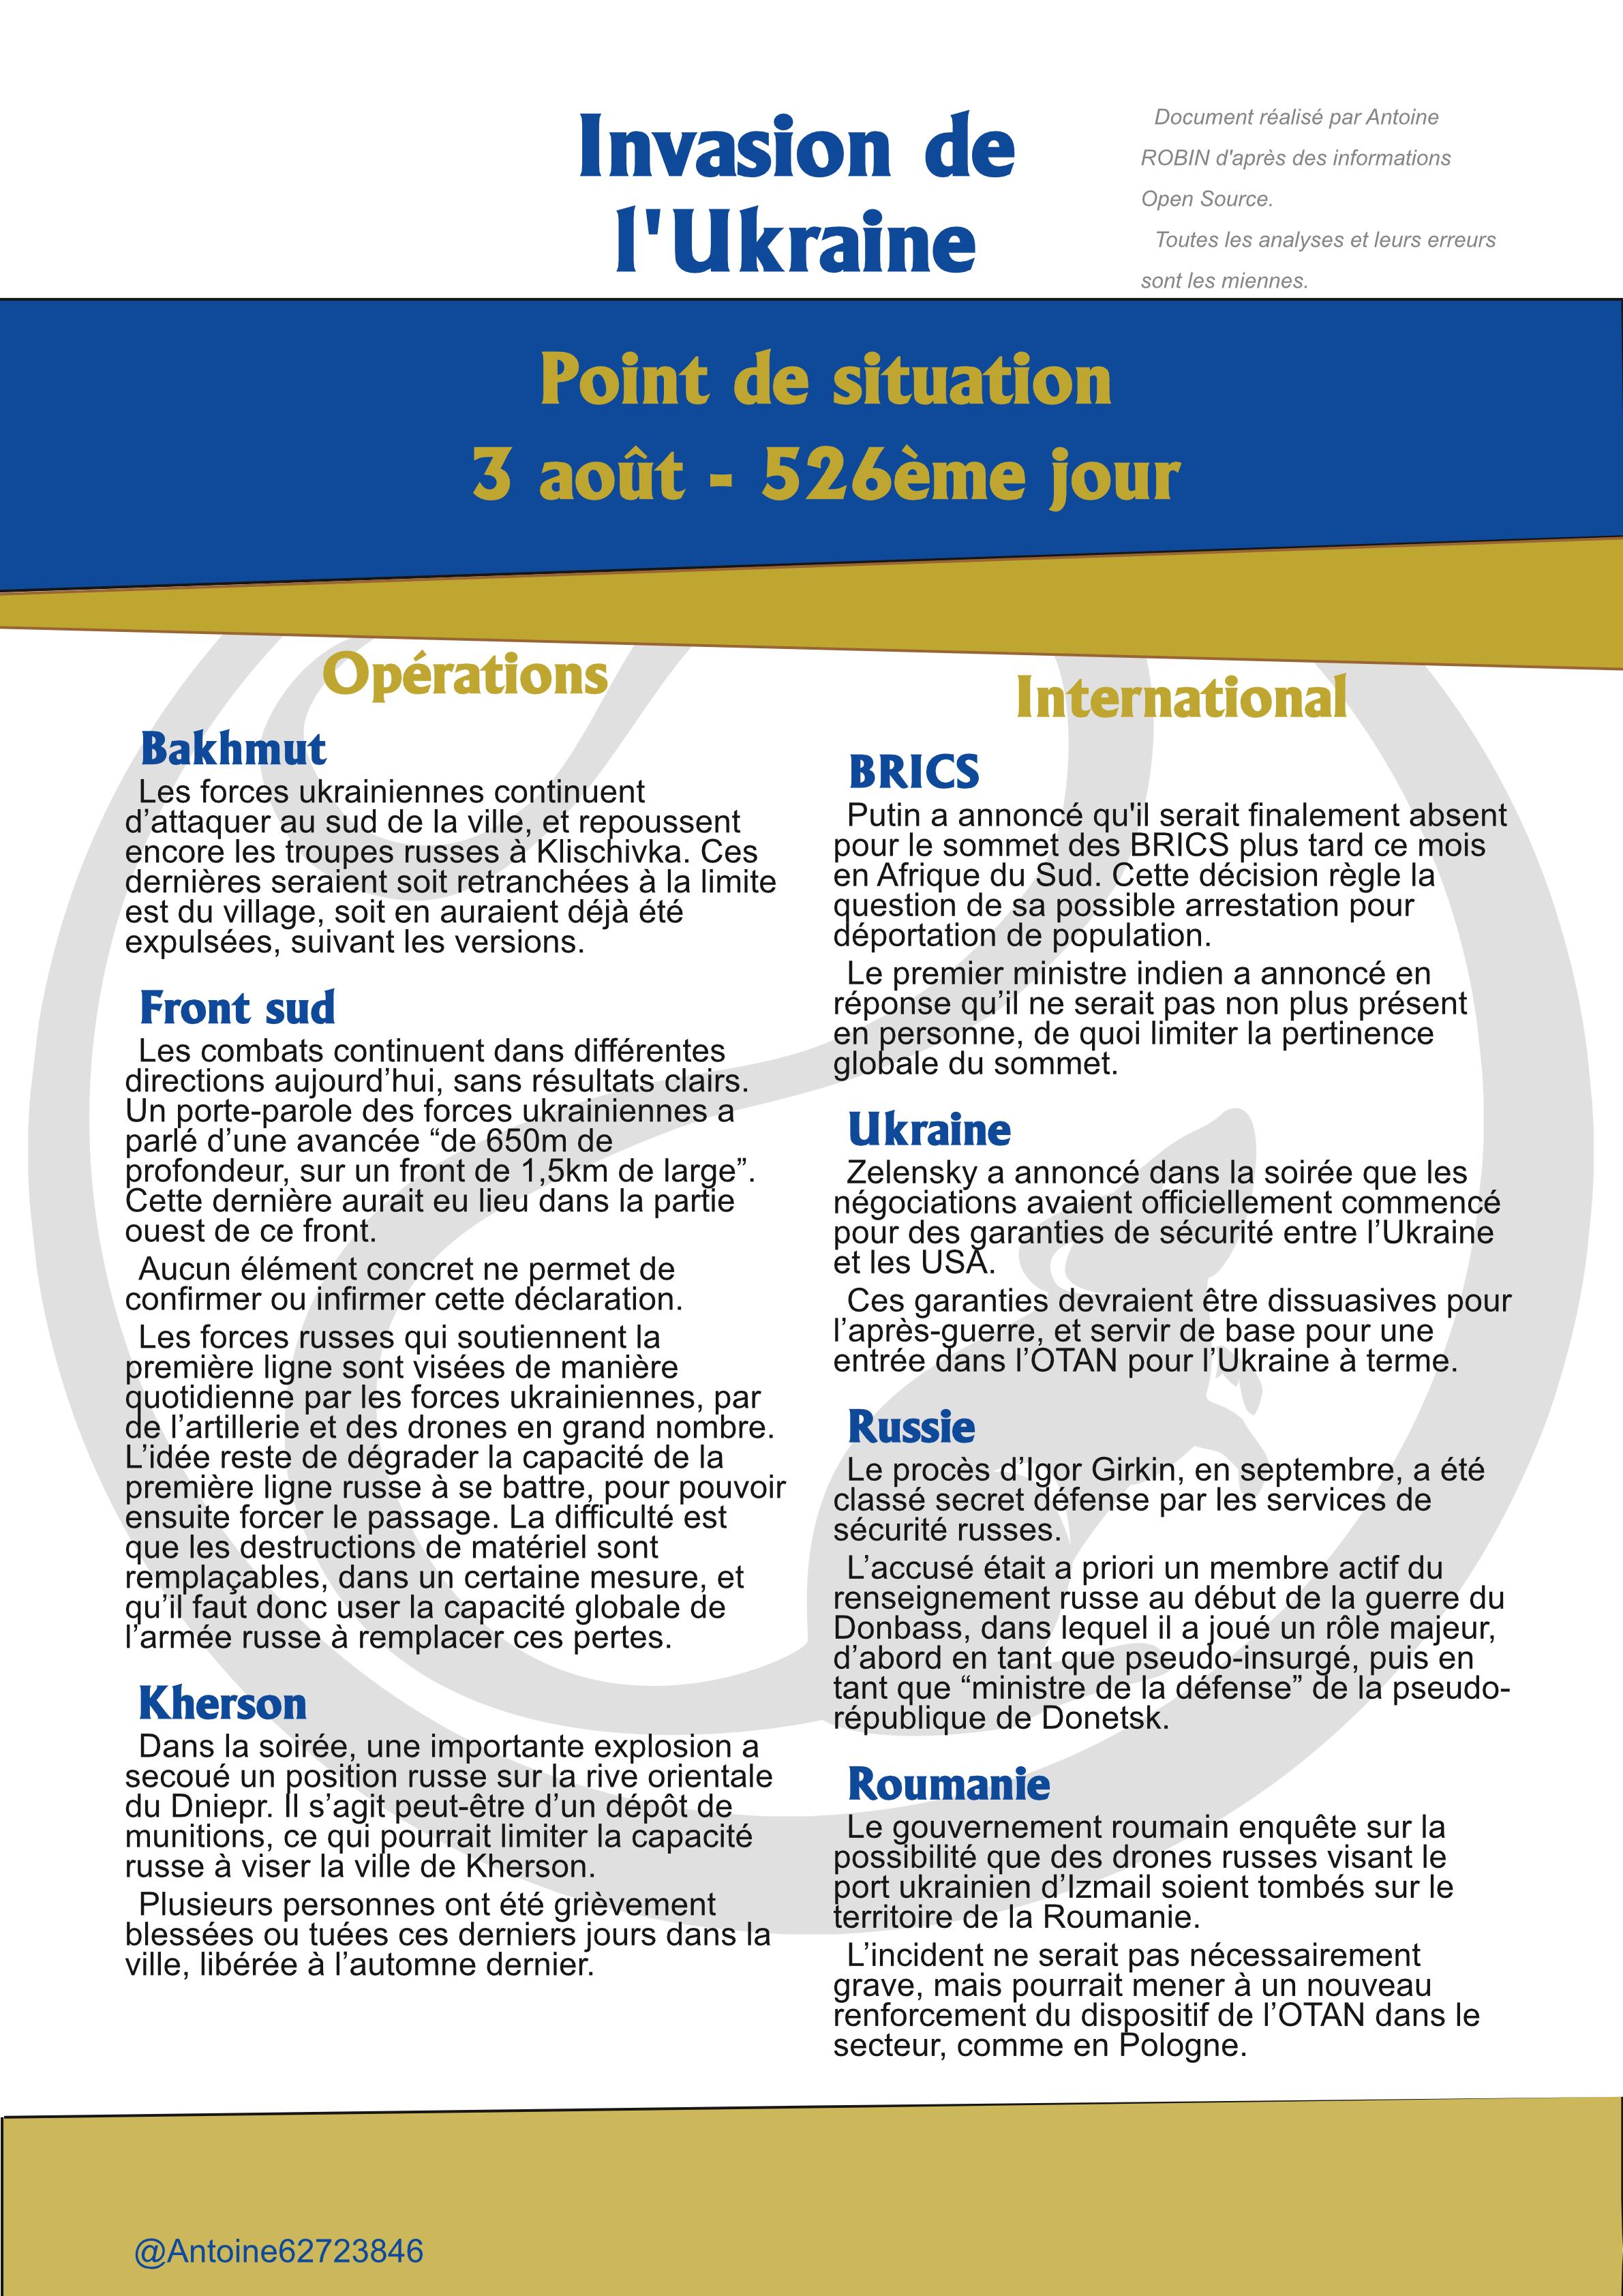 Invasion de
l'Ukraine
Document réalisé par Antoine
ROBIN d'après des informations
Open Source.
Toutes les analyses et leurs erreurs
sont les miennes.
Point de situation
3 août - 526ème jour
Opérations
Bakhmut
Les forces ukrainiennes continuent
d’attaquer au sud de la ville, et repoussent
encore les troupes russes à Klischivka. Ces
dernières seraient soit retranchées à la limite
est du village, soit en auraient déjà été
expulsées, suivant les versions.
Front sud
Les combats continuent dans différentes
directions aujourd’hui, sans résultats clairs.
Un porte-parole des forces ukrainiennes a
parlé d’une avancée “de 650m de
profondeur, sur un front de 1,5km de large”.
Cette dernière aurait eu lieu dans la partie
ouest de ce front.
Aucun élément concret ne permet de
confirmer ou infirmer cette déclaration.
Les forces russes qui soutiennent la
première ligne sont visées de manière
quotidienne par les forces ukrainiennes, par
de l’artillerie et des drones en grand nombre.
L’idée reste de dégrader la capacité de la
première ligne russe à se battre, pour pouvoir
ensuite forcer le passage. La difficulté est
que les destructions de matériel sont
remplaçables, dans un certaine mesure, et
qu’il faut donc user la capacité globale de
l’armée russe à remplacer ces pertes.
Kherson
Dans la soirée, une importante explosion a
secoué un position russe sur la rive orientale
du Dniepr. Il s’agit peut-être d’un dépôt de
munitions, ce qui pourrait limiter la capacité
russe à viser la ville de Kherson.
Plusieurs personnes ont été grièvement
blessées ou tuées ces derniers jours dans la
ville, libérée à l’automne dernier.
International
BRICS
Putin a annoncé qu'il serait finalement absent
pour le sommet des BRICS plus tard ce mois
en Afrique du Sud. Cette décision règle la
question de sa possible arrestation pour
déportation de population.
Le premier ministre indien a annoncé en
réponse qu’il ne serait pas non plus présent
en personne, de quoi limiter la pertinence
globale du sommet.
Ukraine
Zelensky a annoncé dans la soirée que les
négociations avaient officiellement commencé
pour des garanties de sécurité entre l’Ukraine
et les USA.
Ces garanties devraient être dissuasives pour
l’après-guerre, et servir de base pour une
entrée dans l’OTAN pour l’Ukraine à terme.
Russie
Le procès d’Igor Girkin, en septembre, a été
classé secret défense par les services de
sécurité russes.
L’accusé était a priori un membre actif du
renseignement russe au début de la guerre du
Donbass, dans lequel il a joué un rôle majeur,
d’abord en tant que pseudo-insurgé, puis en
tant que “ministre de la défense” de la pseudo-
république de Donetsk.
Roumanie
Le gouvernement roumain enquête sur la
possibilité que des drones russes visant le
port ukrainien d’Izmail soient tombés sur le
territoire de la Roumanie.
L’incident ne serait pas nécessairement
grave, mais pourrait mener à un nouveau
renforcement du dispositif de l’OTAN dans le
secteur, comme en Pologne.
@Antoine62723846